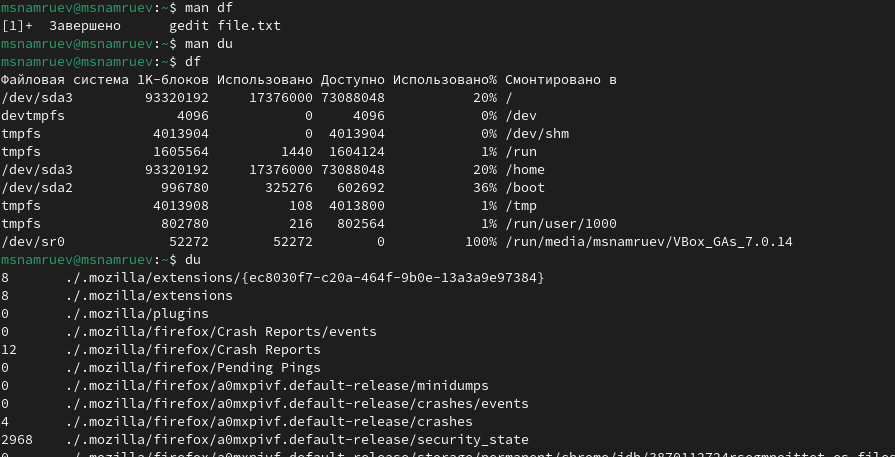 msnamruev@msnamruev:~$ man df
[1]+  Завершено      gedit file.txt
msnamruev@msnamruev:~$ man du
msnamruev@msnamruev:~$ df
Файловая система 1K-блоков Использовано Доступно Использовано% Смонтировано в
/dev/sda3         93320192     17376000 73088048           20% /
devtmpfs              4096            0     4096            0% /dev
tmpfs              4013904            0  4013904            0% /dev/shm
tmpfs              1605564         1440  1604124            1% /run
/dev/sda3         93320192     17376000 73088048           20% /home
/dev/sda2           996780       325276   602692           36% /boot
tmpfs              4013908          108  4013800            1% /tmp
tmpfs               802780          216   802564            1% /run/user/1000
/dev/sr0             52272        52272        0          100% /run/media/msnamruev/VBox_GAs_7.0.14
msnamruev@msnamruev:~$ du
8       ./.mozilla/extensions/{ec8030f7-c20a-464f-9b0e-13a3a9e97384}
8       ./.mozilla/extensions
0       ./.mozilla/plugins
0       ./.mozilla/firefox/Crash Reports/events
12      ./.mozilla/firefox/Crash Reports
0       ./.mozilla/firefox/Pending Pings
0       ./.mozilla/firefox/a0mxpivf.default-release/minidumps
0       ./.mozilla/firefox/a0mxpivf.default-release/crashes/events
4       ./.mozilla/firefox/a0mxpivf.default-release/crashes
2968    ./.mozilla/firefox/a0mxpivf.default-release/security_state